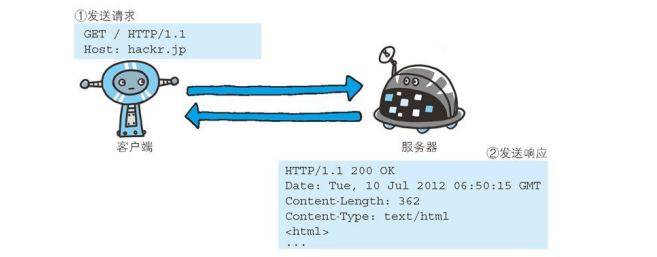 ①发送请求
GET / HTTP/1.1
Host: hackr.jp
客户端
服务器
②发送响应
HTTP/1.1 200 OK
Date: Tue, 10 Jul 2012 06:50:15 GMT
Content-Length: 362
Content-Type: text/html
<html>
...